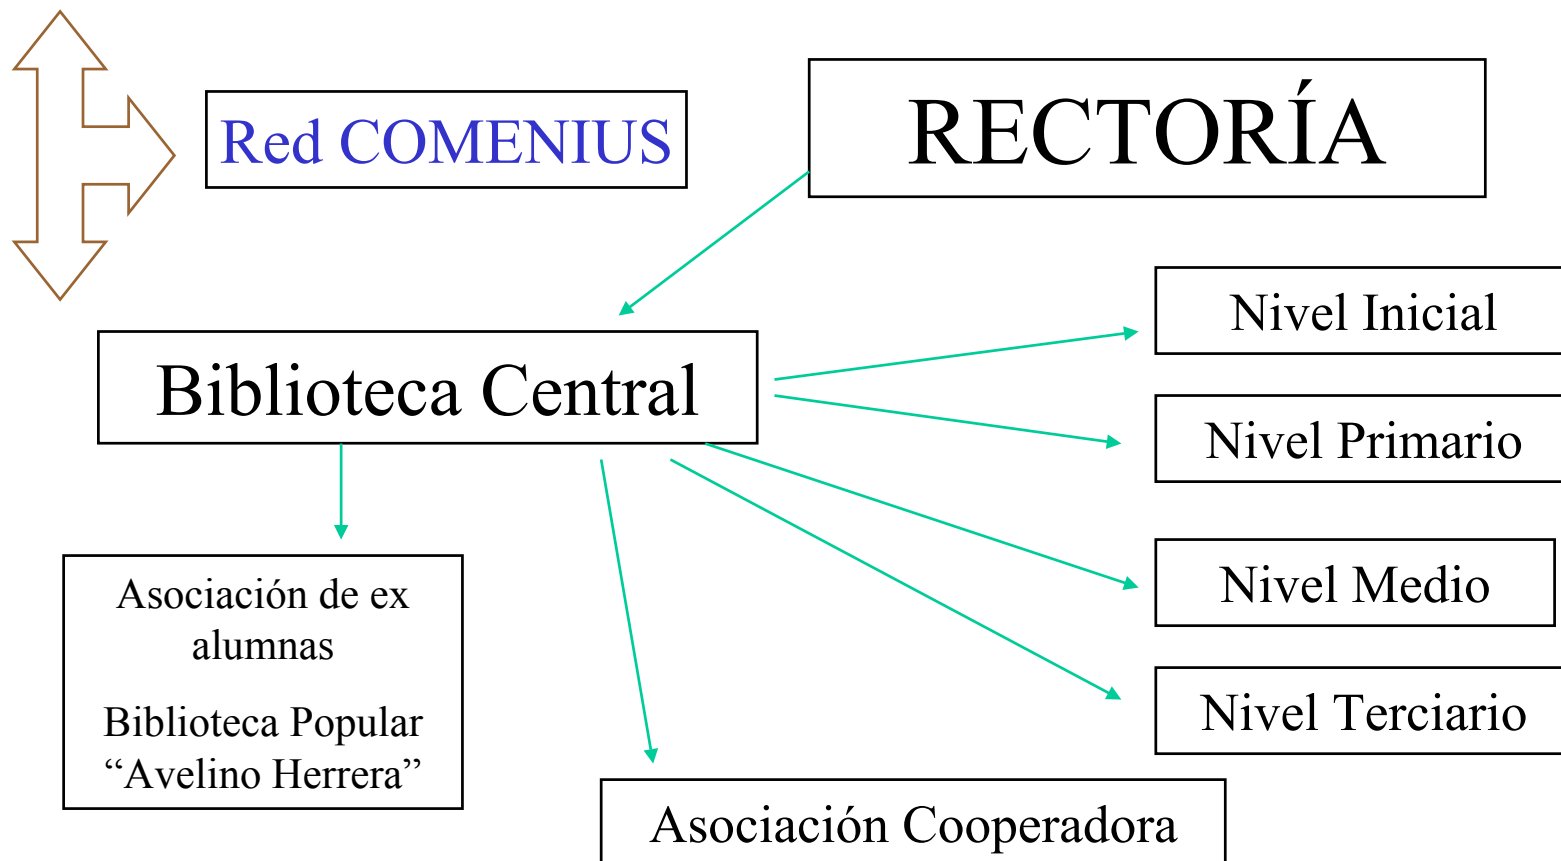 Red COMENIUS
RECTORÍA
Biblioteca Central
Nivel Inicial
Nivel Primario
Nivel Medio
Nivel Terciario
Asociación de ex
alumnas
Biblioteca Popular
“Avelino Herrera”
Asociación Cooperadora